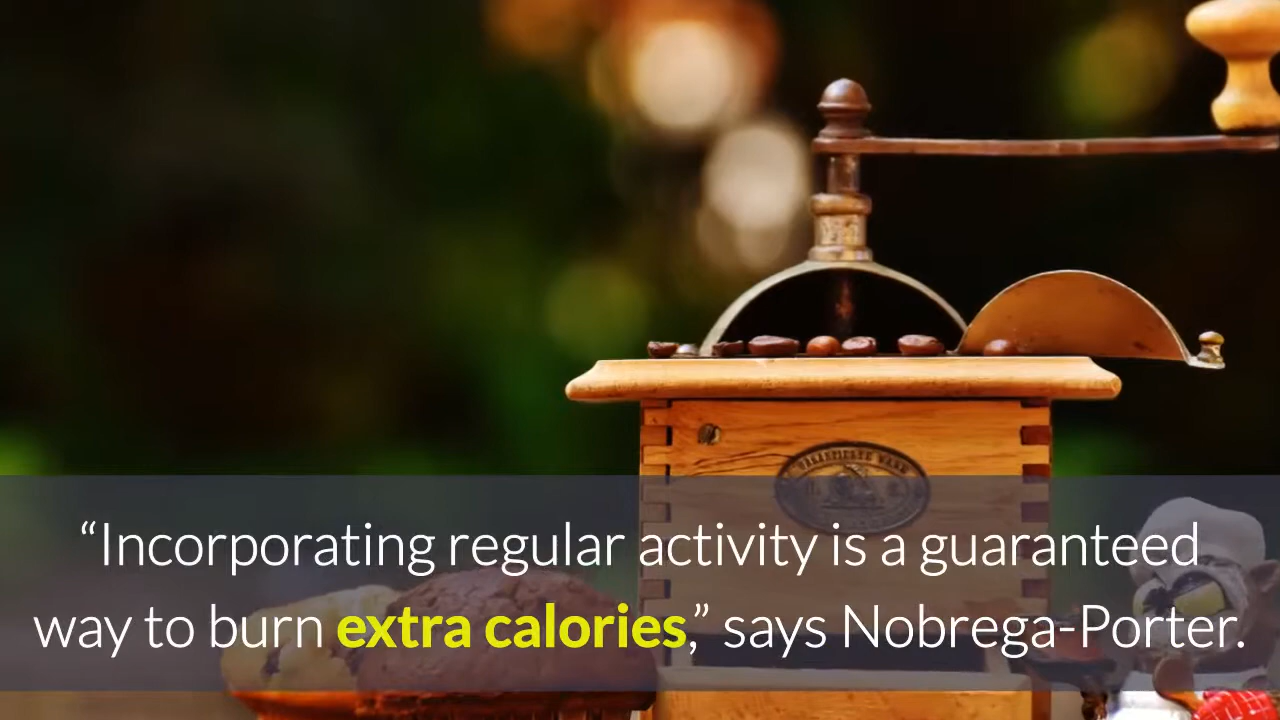 “Incorporating regular activity is a guaranteed
way to burn extra calories,” says Nobrega-Porter.